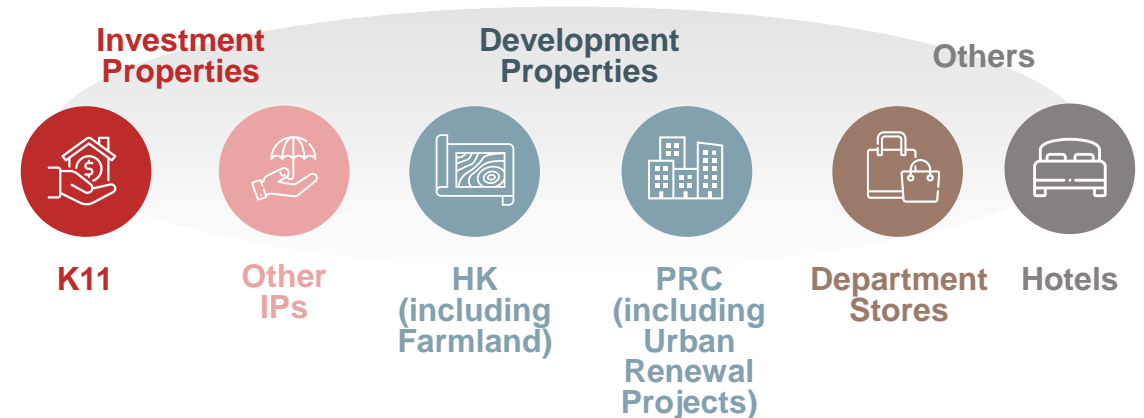 Investment
Properties
Development
Properties
Others
$
K11
Other
IPs
HK
(including
Farmland)
PRC
(including
Urban
Renewal
Projects)
Department
Stores
Hotels